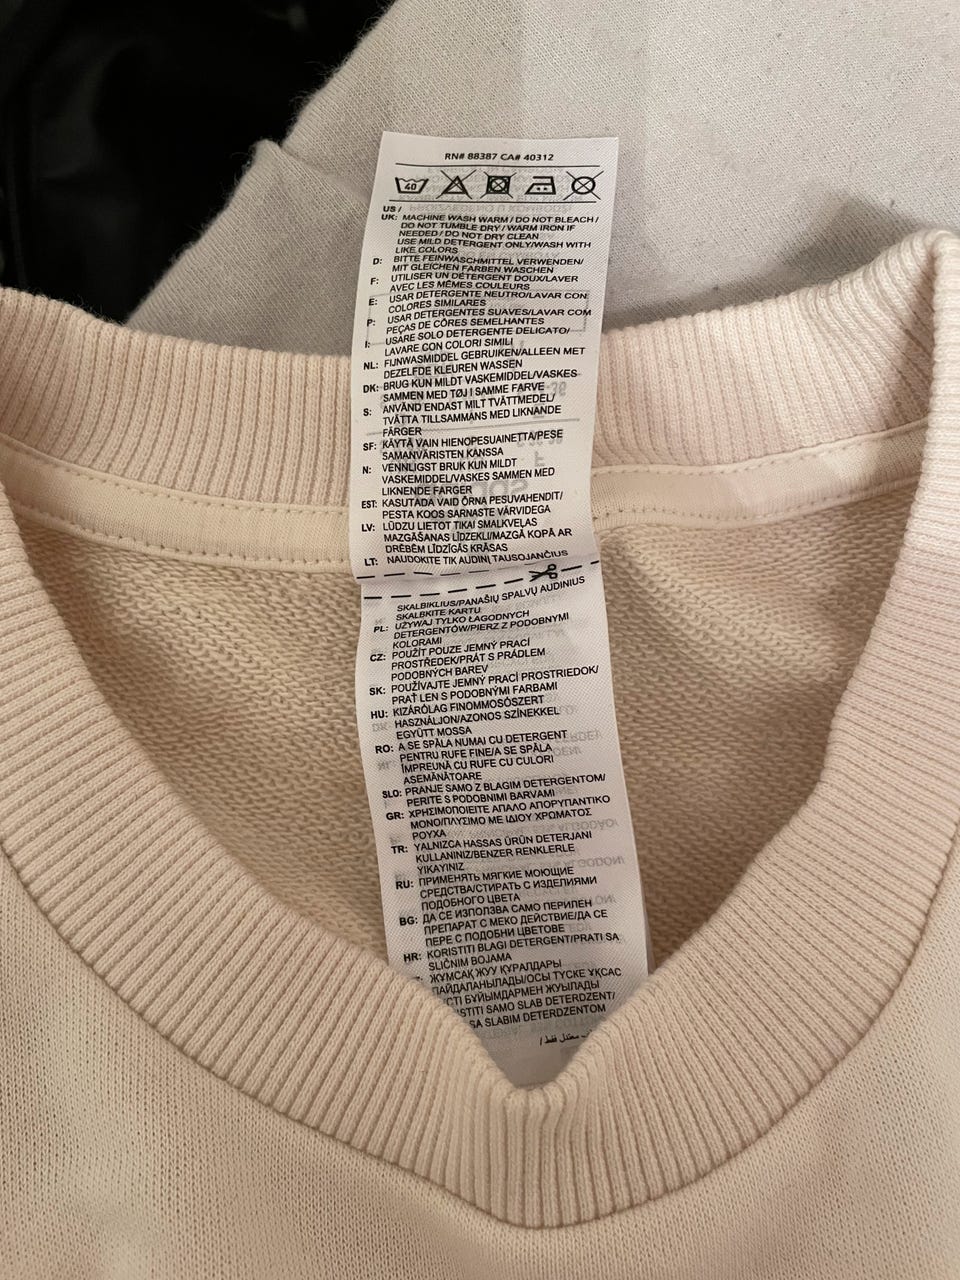 RN# 88387 CA# 40312
40
US /
UK: MACHINE WASH WARM / DO NOT BLEACH /
DO NOT TUMBLE DRY / WARM IRON IF
NEEDED / DO NOT DRY CLEAN
USE MILD DETERGENT ONLY/WASH WITH
LIKE COLORS
D: BITTE FEINWASCHMITTEL VERWENDEN/
MIT GLEICHEN FARBEN WASCHEN
F: UTILISER UN DÉTERGENT DOUX/LAVER
AVEC LES MÊMES COULEURS
E: USAR DETERGENTE NEUTRO/LAVAR CON
COLORES SIMILARES
P: USAR DETERGENTES SUAVES/LAVAR COM
PEÇAS DE CÔRES SEMELHANTES
I: USARE SOLO DETERGENTE DELICATO/
LAVARE CON COLORI SIMILI
NL: FIJNWASMIDDEL GEBRUIKEN/ALLEEN MET
DEZELFDE KLEUREN WASSEN
DK: BRUG KUN MILDT VASKEMIDDEL/VASKES
SAMMEN MED TØJ I SAMME FARVE
S: ANVÄND ENDAST MILT TVÄTTMEDEL/
TVÄTTA TILLSAMMANS MED LIKNANDE
FÄRGER
SF: KÄYTÄ VAIN HIENOPESUAINETTA/PESE
SAMANVÄRISTEN KANSSA
N: VENNLIGST BRUK KUN MILDT
VASKEMIDDEL/VASKES SAMMEN MED
LIKNENDE FARGER
EST: KASUTADA VAID ÕRNA PESUVAHENDIT/
PESTA KOOS SARNASTE VÄRVIDEGA
LV: LŪDZU LIETOT TIKAI SMALKVEĻAS
MAZGĀŠANAS LĪDZEKLI/MAZGĀ KOPĀ AR
DRĒBĒM LĪDZĪGĀS KRĀSAS
LT: NAUDOKITE TIK AUDINĮ TAUSOJANČIUS
SKALBIKLIUS/PANAŠIŲ SPALVŲ AUDINIUS
SKALBKITE KARTU
PL: UŻYWAJ TYLKO ŁAGODNYCH
DETERGENTÓW/PIERZ Z PODOBNYMI
KOLORAMI
CZ: POUŽÍT POUZE JEMNÝ PRACÍ
PROSTŘEDEK/PRÁT S PRÁDLEM
PODOBNÝCH BAREV
SK: POUŽÍVAJTE JEMNÝ PRACÍ PROSTRIEDOK/
PRAŤ LEN S PODOBNÝMI FARBAMI
HU: KIZÁRÓLAG FINOMMOSÓSZERT
HASZNÁLJON/AZONOS SZÍNEKKEL
EGYÜTT MOSSA
RO: A SE SPĂLA NUMAI CU DETERGENT
PENTRU RUFE FINE/A SE SPĂLA
ÎMPREUNĂ CU RUFE CU CULORI
ASEMĂNĂTOARE
SLO: PRANJE SAMO Z BLAGIM DETERGENTOM/
PERITE S PODOBNIMI BARVAMI
GR: ΧΡΗΣΙΜΟΠΟΙΕΙΤΕ ΑΠΑΛΟ ΑΠΟΡΥΠΑΝΤΙΚΟ
ΜΟΝΟ/ΠΛΥΣΙΜΟ ΜΕ ΙΔΙΟΥ ΧΡΩΜΑΤΟΣ
ΡΟΥΧΑ
TR: YALNIZCA HASSAS ÜRÜN DETERJANI
KULLANINIZ/BENZER RENKLERLE
YIKAYINIZ
RU: ПРИМЕНЯТЬ МЯГКИЕ МОЮЩИЕ
СРЕДСТВА/СТИРАТЬ С ИЗДЕЛИЯМИ
ПОДОБНОГО ЦВЕТА
BG: ДА СЕ ИЗПОЛЗВА САМО ПЕРИЛЕН
ПРЕПАРАТ С МЕКО ДЕЙСТВИЕ/ДА СЕ
ПЕРЕ С ПОДОБНИ ЦВЕТОВЕ
HR: KORISTITI BLAGI DETERGENT/PRATI SA
SLIČNIM BOJAMA
ЖҰМСАҚ ЖУУ ҚҰРАЛДАРЫ
ПАЙДАЛАНЫЛАДЫ/ОСЫ ТҮСКЕ ҰҚСАС
БҰЙЫМДАРМЕН ЖУЫЛАДЫ
SAMO SLAB DETERDZENT/
SA SLABIM DETERDZENTOM
معتدل فقط /